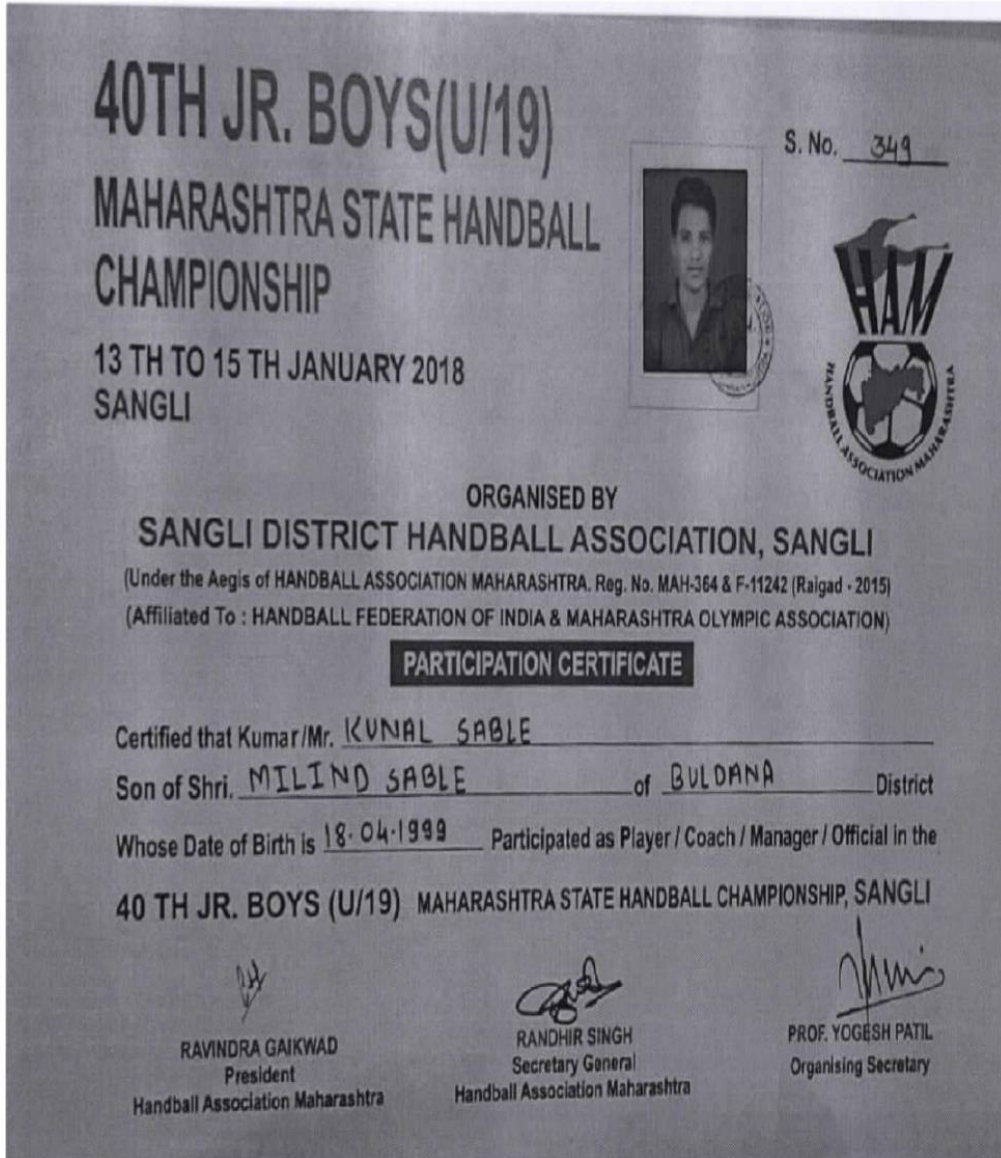 40TH JR. BOYS(U/19)
MAHARASHTRA STATE HANDBALL
CHAMPIONSHIP
13 TH TO 15 TH JANUARY 2018
SANGLI
S. No. 349
HAM
HANDBALL ASSOCIATION MAHARASHTRA
ORGANISED BY
SANGLI DISTRICT HANDBALL ASSOCIATION, SANGLI
(Under the Aegis of HANDBALL ASSOCIATION MAHARASHTRA. Reg. No. MAH-364 & F-11242 (Raigad - 2015)
(Affiliated To : HANDBALL FEDERATION OF INDIA & MAHARASHTRA OLYMPIC ASSOCIATION)
PARTICIPATION CERTIFICATE
Certified that Kumar/Mr. KUNAL SABLE
Son of Shri. MILIND SABLE of BULDANA District
Whose Date of Birth is 18.04.1999 Participated as Player / Coach / Manager / Official in the
40 TH JR. BOYS (U/19) MAHARASHTRA STATE HANDBALL CHAMPIONSHIP, SANGLI
RAVINDRA GAIKWAD
President
Handball Association Maharashtra
RANDHIR SINGH
Secretary General
Handball Association Maharashtra
PROF. YOGESH PATIL
Organising Secretary